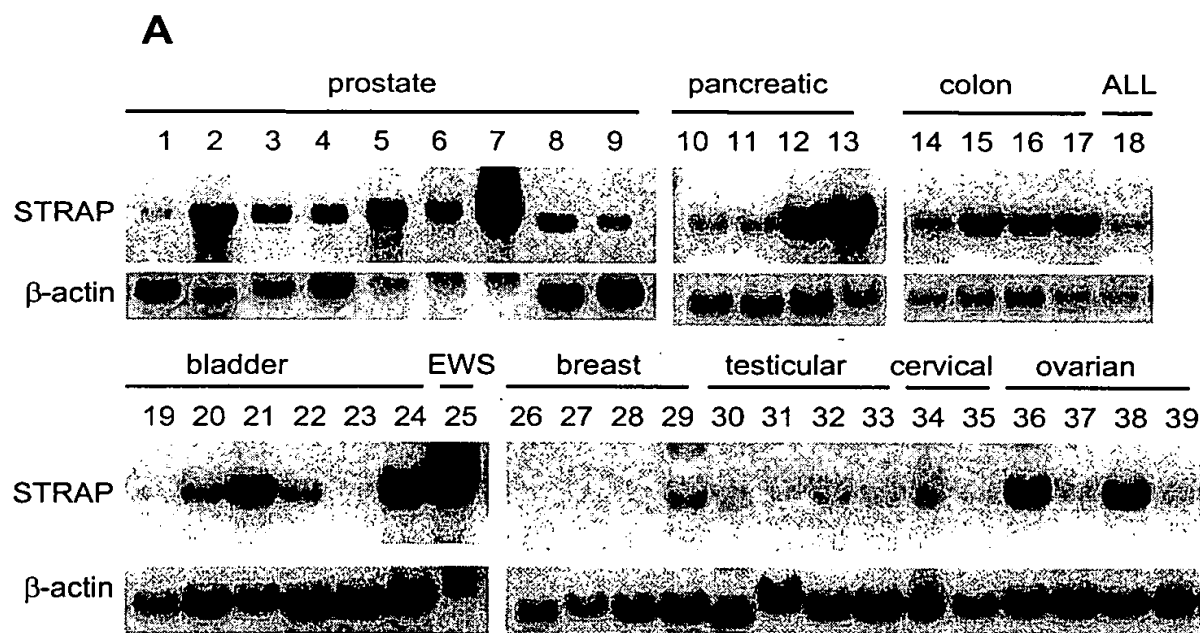 A
prostate pancreatic colon ALL
1 2 3 4 5 6 7 8 9 10 11 12 13 14 15 16 17 18
STRAP
β-actin
bladder EWS breast testicular cervical ovarian
19 20 21 22 23 24 25 26 27 28 29 30 31 32 33 34 35 36 37 38 39
STRAP
β-actin